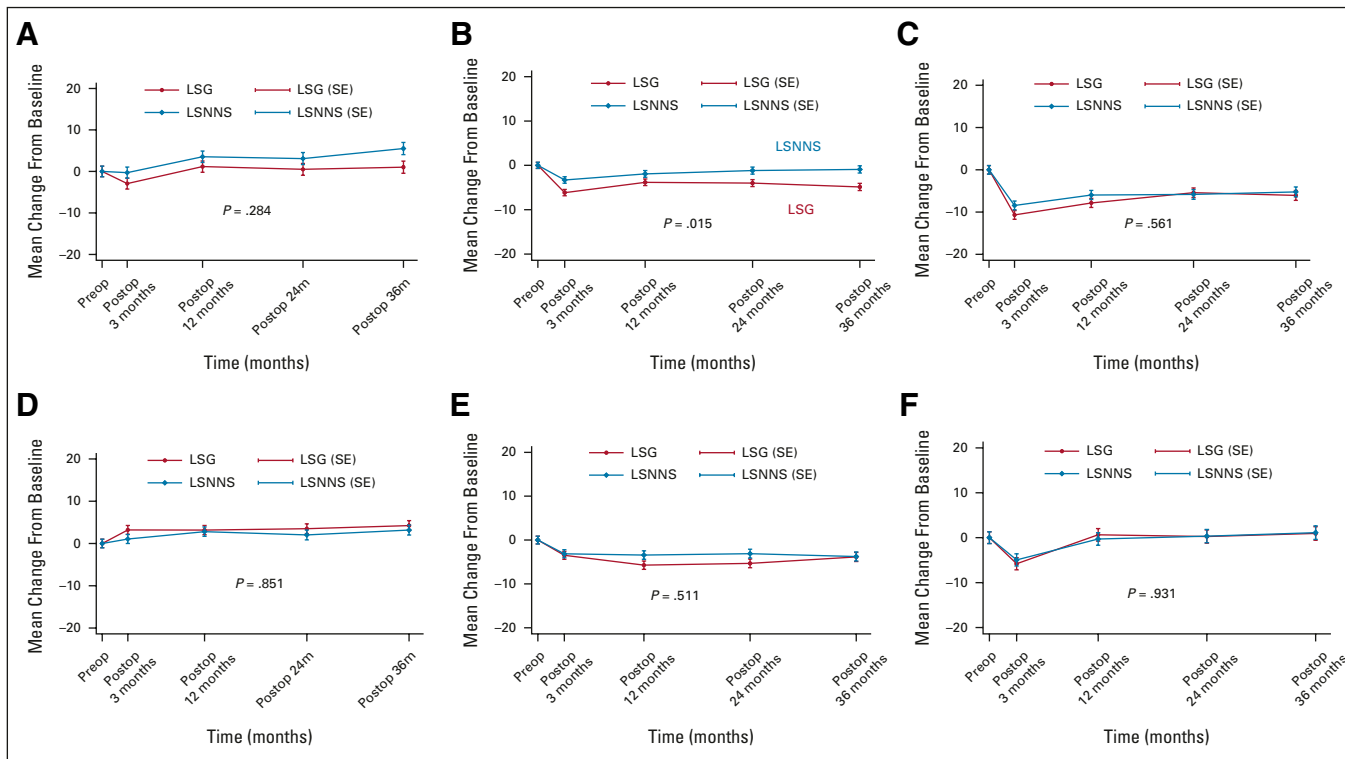 A
Mean Change From Baseline
20
10
0
–10
–20
LSG
LSG (SE)
LSNNS
LSNNS (SE)
P = .284
Preop
Postop
3 months
Postop
12 months
Postop 24m
Postop 36m
Time (months)
B
Mean Change From Baseline
20
10
0
–10
–20
LSG
LSG (SE)
LSNNS
LSNNS (SE)
LSNNS
LSG
P = .015
Preop
Postop
3 months
Postop
12 months
Postop
24 months
Postop
36 months
Time (months)
C
Mean Change From Baseline
20
10
0
–10
–20
LSG
LSG (SE)
LSNNS
LSNNS (SE)
P = .561
Preop
Postop
3 months
Postop
12 months
Postop
24 months
Postop
36 months
Time (months)
D
Mean Change From Baseline
20
10
0
–10
–20
LSG
LSG (SE)
LSNNS
LSNNS (SE)
P = .851
Preop
Postop
3 months
Postop
12 months
Postop 24m
Postop 36m
Time (months)
E
Mean Change From Baseline
20
10
0
–10
–20
LSG
LSG (SE)
LSNNS
LSNNS (SE)
P = .511
Preop
Postop
3 months
Postop
12 months
Postop
24 months
Postop
36 months
Time (months)
F
Mean Change From Baseline
20
10
0
–10
–20
LSG
LSG (SE)
LSNNS
LSNNS (SE)
P = .931
Preop
Postop
3 months
Postop
12 months
Postop
24 months
Postop
36 months
Time (months)